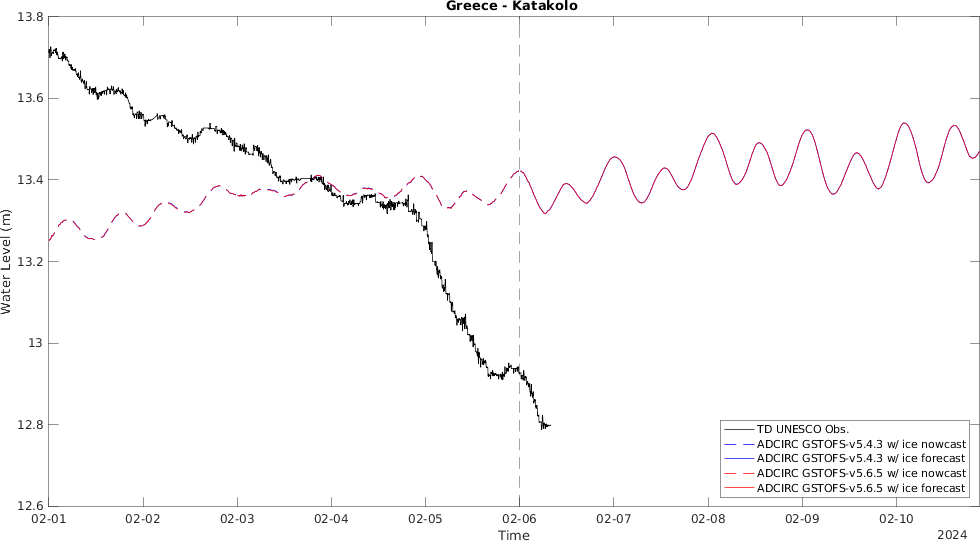 Greece - Katakolo
13.8
13.6
13.4
13.2
13
12.8
12.6
Water Level (m)
02-01 02-02 02-03 02-04 02-05 02-06 02-07 02-08 02-09 02-10
Time
2024
TD UNESCO Obs.
ADCIRC GSTOFS-v5.4.3 w/ ice nowcast
ADCIRC GSTOFS-v5.4.3 w/ ice forecast
ADCIRC GSTOFS-v5.6.5 w/ ice nowcast
ADCIRC GSTOFS-v5.6.5 w/ ice forecast